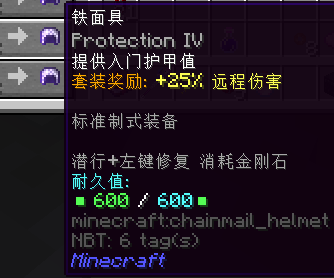 铁面具
Protection IV
提供入门护甲值
套装奖励: +25% 远程伤害
标准制式装备
潜行+左键修复 消耗金刚石
耐久值:
▪ 600 / 600 ▪
minecraft:chainmail_helmet
NBT: 6 tag(s)
Minecraft